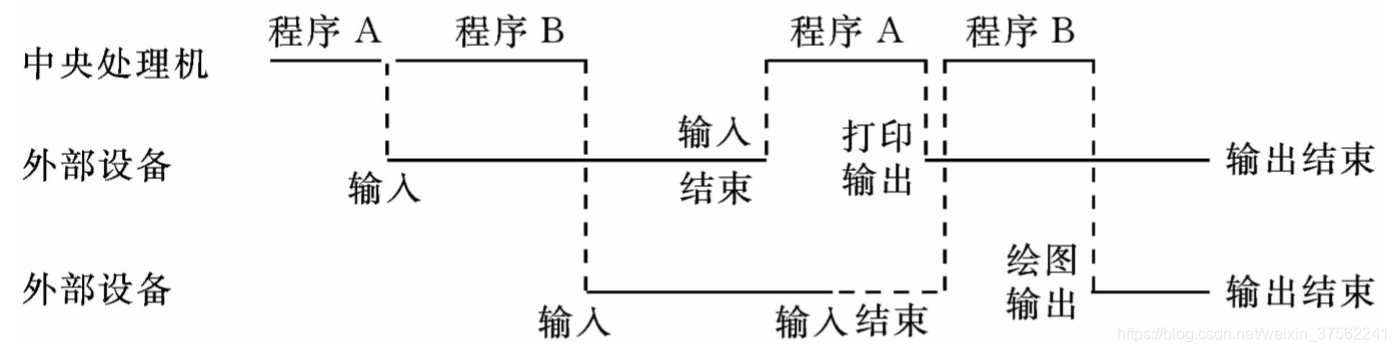 程序 A 程序 B 程序 A 程序 B
中央处理机
外部设备
输入
输入
结束
打印
输出
输出结束
外部设备
输入
输入结束
绘图
输出
输出结束
https://blog.csdn.net/weixin_37562241